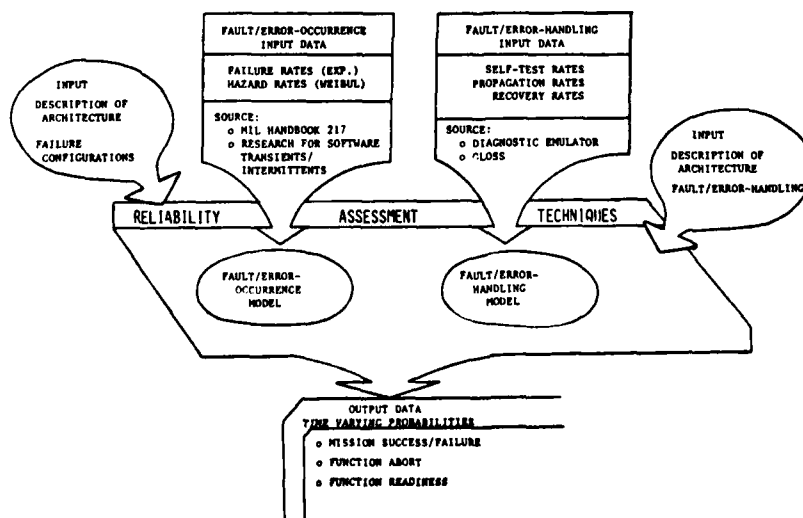 FAULT/ERROR-OCCURRENCE
INPUT DATA
FAILURE RATES (EXP.)
HAZARD RATES (WEIBUL)
SOURCE:
o MIL HANDBOOK 217
o RESEARCH FOR SOFTWARE
TRANSIENTS/
INTERMITTENTS
FAULT/ERROR-HANDLING
INPUT DATA
SELF-TEST RATES
PROPAGATION RATES
RECOVERY RATES
SOURCE:
o DIAGNOSTIC EMULATOR
o GLOSS
INPUT
DESCRIPTION OF
ARCHITECTURE
FAILURE
CONFIGURATIONS
INPUT
DESCRIPTION OF
ARCHITECTURE
FAULT/ERROR-HANDLING
RELIABILITY ASSESSMENT TECHNIQUES
FAULT/ERROR-
OCCURRENCE
MODEL
FAULT/ERROR-
HANDLING
MODEL
OUTPUT DATA
TIME VARYING PROBABILITIES
o MISSION SUCCESS/FAILURE
o FUNCTION ABORT
o FUNCTION READINESS